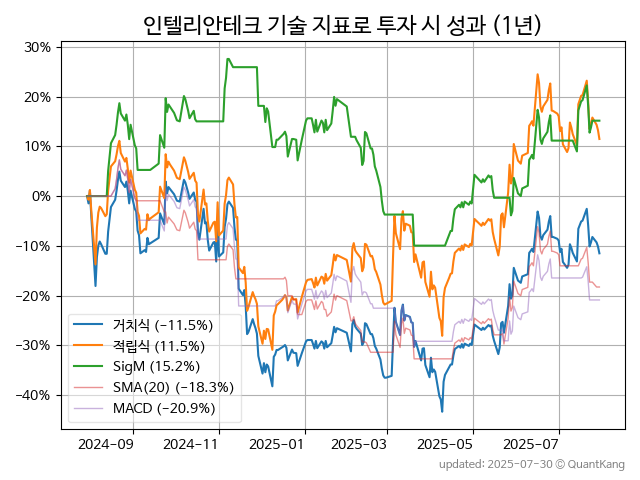 인텔리안테크 기술 지표로 투자 시 성과 (1년)
30%
20%
10%
0%
−10%
−20%
−30%
−40%
거치식 (−11.5%)
적립식 (11.5%)
SigM (15.2%)
SMA(20) (−18.3%)
MACD (−20.9%)
2024-09 2024-11 2025-01 2025-03 2025-05 2025-07
updated: 2025-07-30 © QuantKang